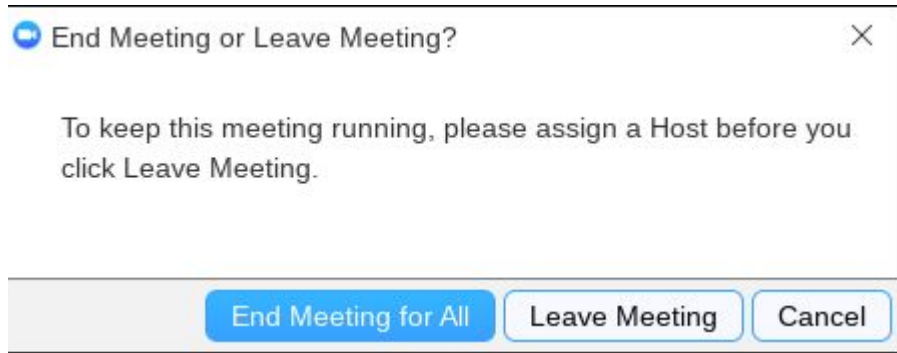 End Meeting or Leave Meeting?
To keep this meeting running, please assign a Host before you
click Leave Meeting.
End Meeting for All
Leave Meeting
Cancel